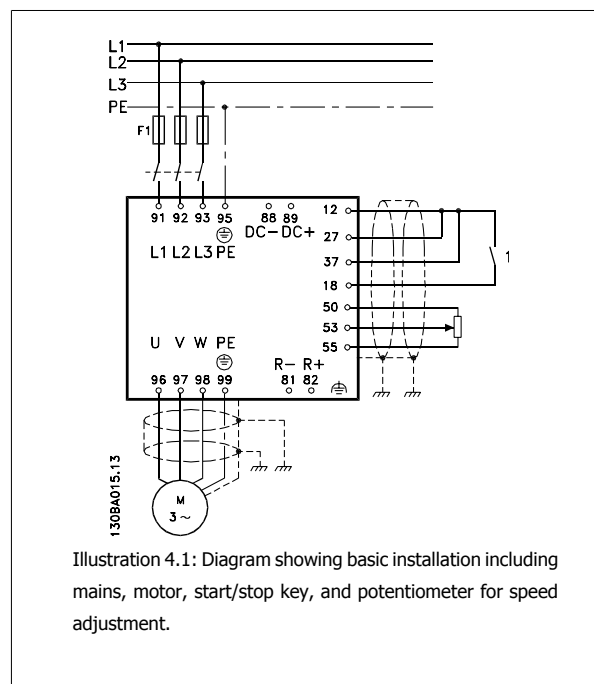 L1
L2
L3
PE
F1
91 92 93 95 88 89 12
DC- DC+
L1 L2 L3 PE
27
37
1
18
50
53
55
U V W PE
R- R+
96 97 98 99 81 82
M
3~
130BA015.13
Illustration 4.1: Diagram showing basic installation including
mains, motor, start/stop key, and potentiometer for speed
adjustment.